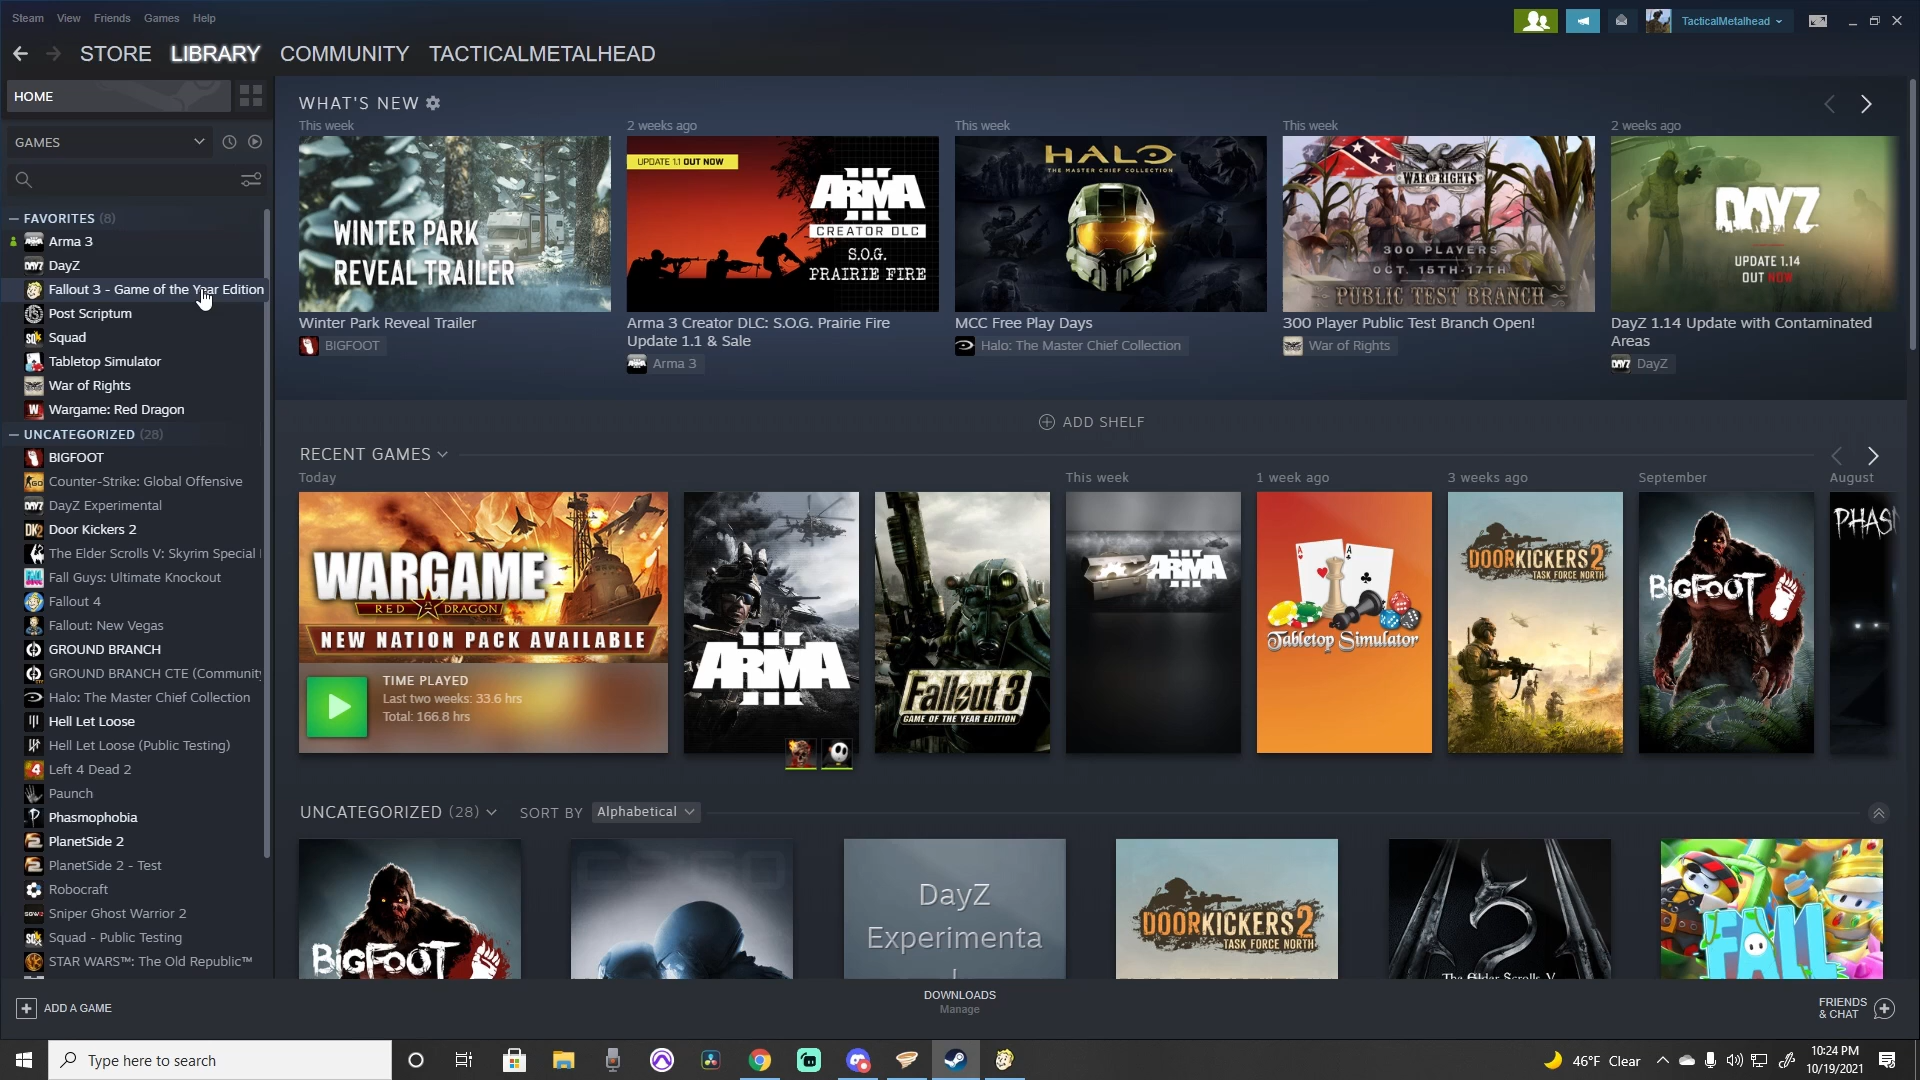 Steam View Friends Games Help
TacticalMetalhead
STORE LIBRARY COMMUNITY TACTICALMETALHEAD
HOME
GAMES
FAVORITES (8)
Arma 3
DayZ
Fallout 3 - Game of the Year Edition
Post Scriptum
Squad
Tabletop Simulator
War of Rights
Wargame: Red Dragon
UNCATEGORIZED (28)
BIGFOOT
Counter-Strike: Global Offensive
DayZ Experimental
Door Kickers 2
The Elder Scrolls V: Skyrim Special
Fall Guys: Ultimate Knockout
Fallout 4
Fallout: New Vegas
GROUND BRANCH
GROUND BRANCH CTE (Community
Halo: The Master Chief Collection
Hell Let Loose
Hell Let Loose (Public Testing)
Left 4 Dead 2
Paunch
Phasmophobia
PlanetSide 2
PlanetSide 2 - Test
Robocraft
Sniper Ghost Warrior 2
Squad - Public Testing
STAR WARS™: The Old Republic™
ADD A GAME
WHAT'S NEW
This week
WINTER PARK
REVEAL TRAILER
Winter Park Reveal Trailer
BIGFOOT
2 weeks ago
UPDATE 1.1 OUT NOW
ARMA III
CREATOR DLC
S.O.G.
PRAIRIE FIRE
Arma 3 Creator DLC: S.O.G. Prairie Fire
Update 1.1 & Sale
Arma 3
This week
HALO
THE MASTER CHIEF COLLECTION
MCC Free Play Days
Halo: The Master Chief Collection
This week
WAR OF RIGHTS
300 PLAYERS
OCT. 15TH-17TH
PUBLIC TEST BRANCH
300 Player Public Test Branch Open!
War of Rights
2 weeks ago
DAYZ
UPDATE 1.14
OUT NOW
DayZ 1.14 Update with Contaminated
Areas
DayZ
ADD SHELF
RECENT GAMES
Today
WARGAME
RED DRAGON
NEW NATION PACK AVAILABLE
TIME PLAYED
Last two weeks: 33.6 hrs
Total: 166.8 hrs
ARMA III
Fallout 3
GAME OF THE YEAR EDITION
This week
ARMA III
1 week ago
Tabletop Simulator
3 weeks ago
DOORKICKERS 2
TASK FORCE NORTH
September
BIGFOOT
August
PHASM
UNCATEGORIZED (28) SORT BY Alphabetical
BIGFOOT
CS:GO
DayZ
Experimenta
l
DOORKICKERS 2
TASK FORCE NORTH
The Elder Scrolls V
FALL
DOWNLOADS
Manage
FRIENDS
& CHAT
Type here to search
46°F Clear
10:24 PM
10/19/2021